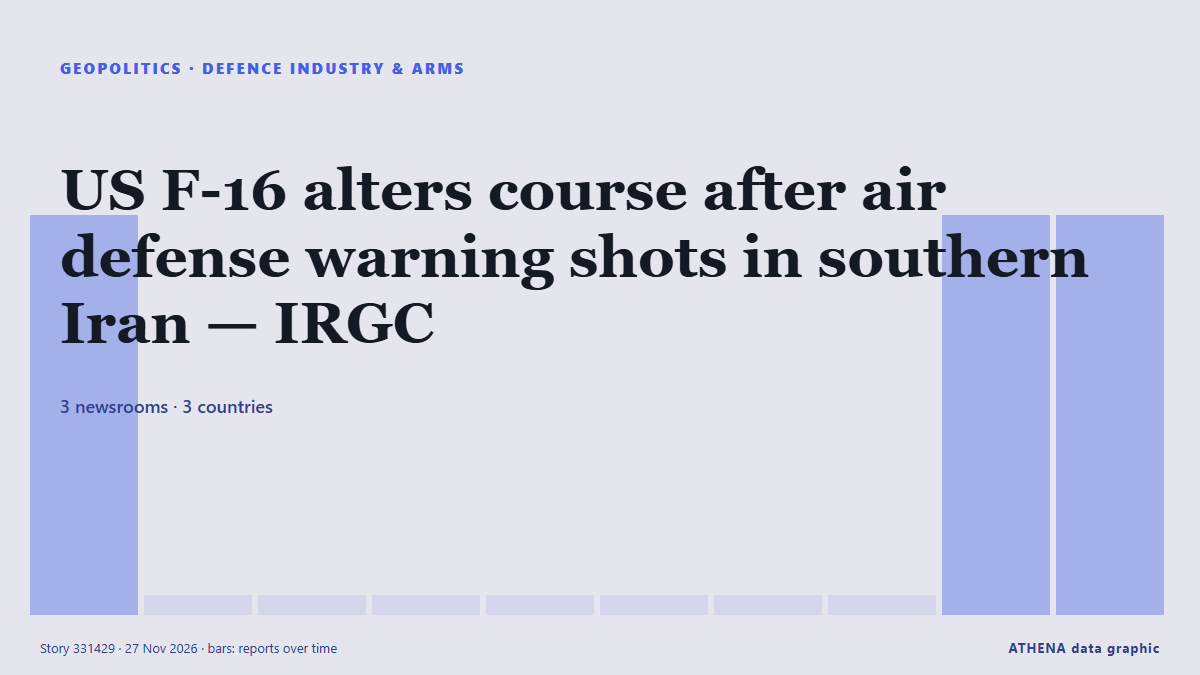 GEOPOLITICS · DEFENCE INDUSTRY & ARMS
US F-16 alters course after air
defense warning shots in southern
Iran — IRGC
3 newsrooms · 3 countries
Story 331429 · 27 Nov 2026 · bars: reports over time
ATHENA data graphic